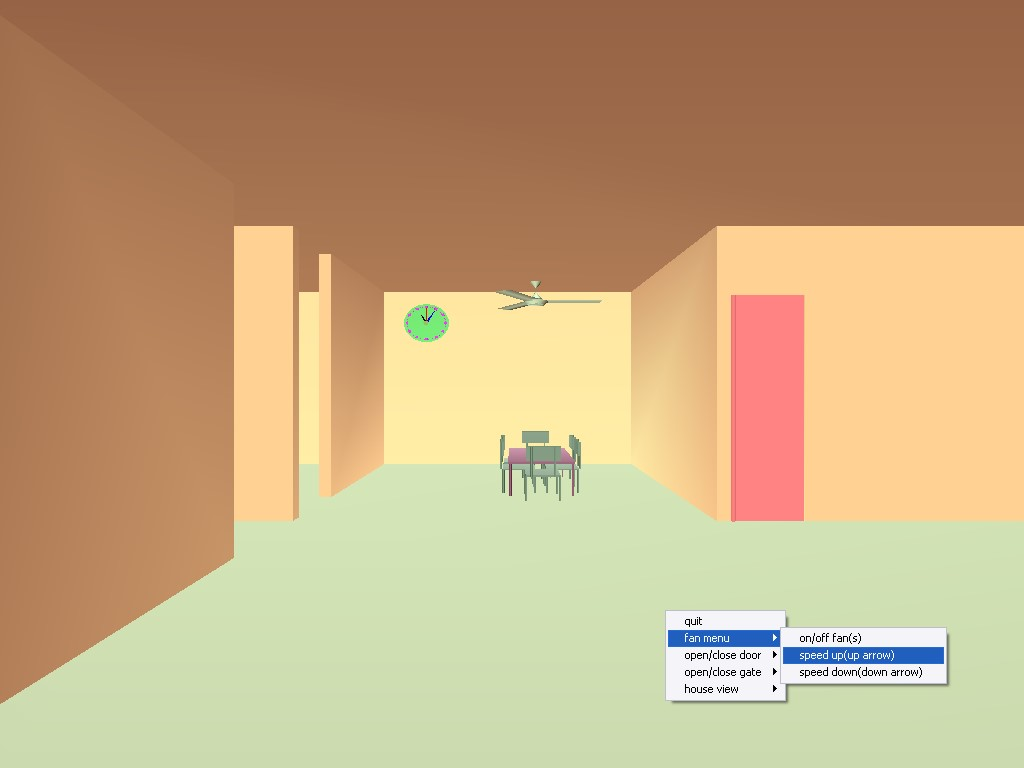 quit
fan menu
open/close door
open/close gate
house view
on/off fan(s)
speed up(up arrow)
speed down(down arrow)